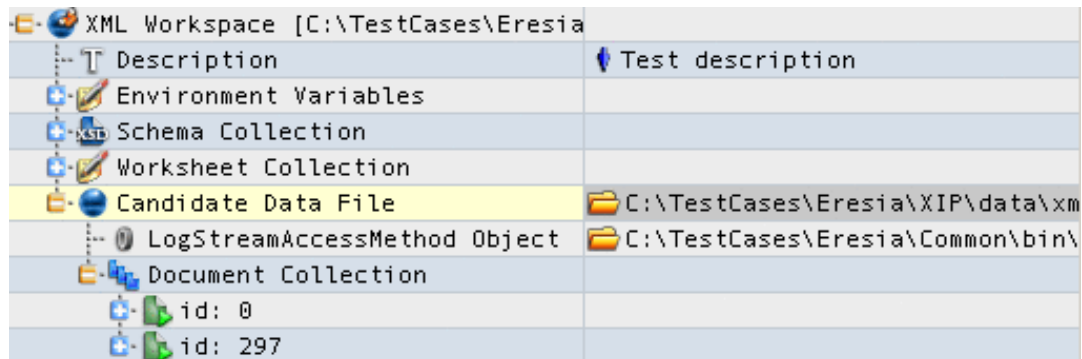 XML Workspace [C:\TestCases\Eresia
Description Test description
Environment Variables
XSD Schema Collection
Worksheet Collection
Candidate Data File C:\TestCases\Eresia\XIP\data\xm
LogStreamAccessMethod Object C:\TestCases\Eresia\Common\bin\
Document Collection
id: 0
id: 297